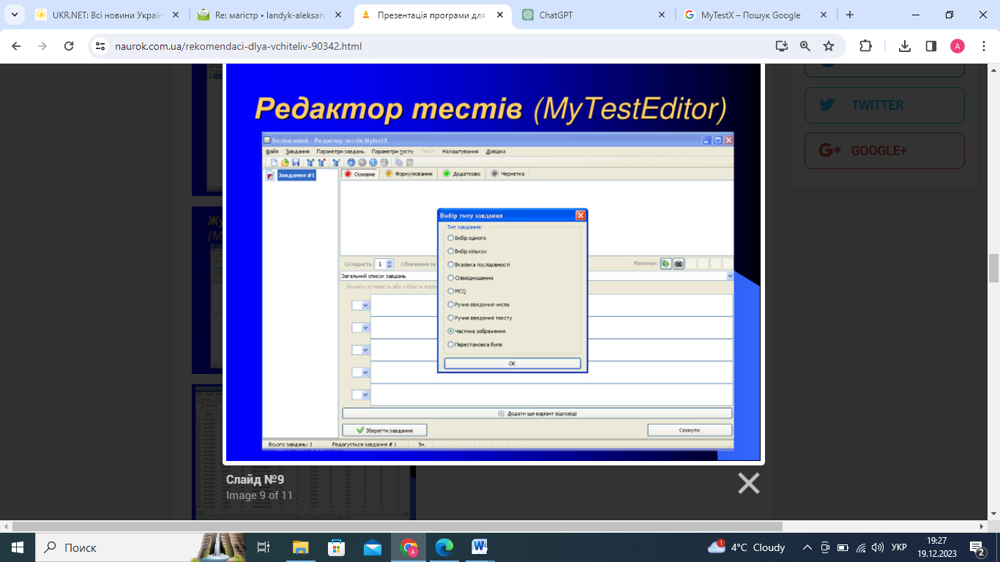 UKR.NET: Всі новини Україн
Re: магістр • landyk-aleksan
Презентація програми для
ChatGPT
MyTestX – Пошук Google
naurok.com.ua/rekomendaci-dlya-vchiteliv-90342.html
A
TWITTER
GOOGLE+
Редактор тестів (MyTestEditor)
Безіменний - Редактор тестів MytestX
Файл Завдання Параметри завдань Параметри тесту Текст Налаштування Довідка
Завдання #1
Основне Формулювання Додатково Чернетка
Вибір типу завдання
Тип завдання:
Вибір одного
Вибір кількох
Вказівка послідовності
Співвідношення
MCQ
Ручне введення числа
Ручне введення тексту
Частина зображення
Перестановка букв
OK
Складність: 1 Обмеження за
Малюнок:
Загальний список завдань
Вкажіть істинність або хибність варіа
Додати ще варіант відповіді
Зберегти завдання
Скинути
Всього завдань: 1 Редагується завдання # 1 Зм.
Слайд №9
Image 9 of 11
Поиск
1
4°C Cloudy
УКР
19:27
19.12.2023
2